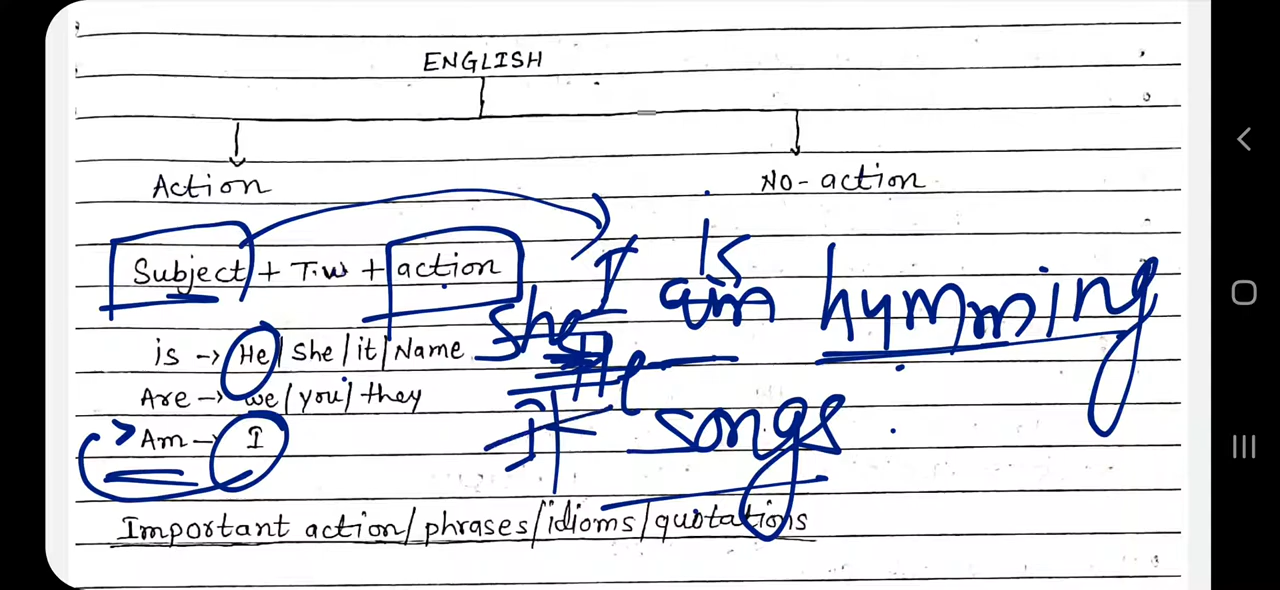 ENGLISH
Action
No-action
Subject + T.w + action
I is am hymming
is → He / She / it / Name
She
Are → we / you / they
songs.
Am → I
Important action/phrases/idioms/quotations